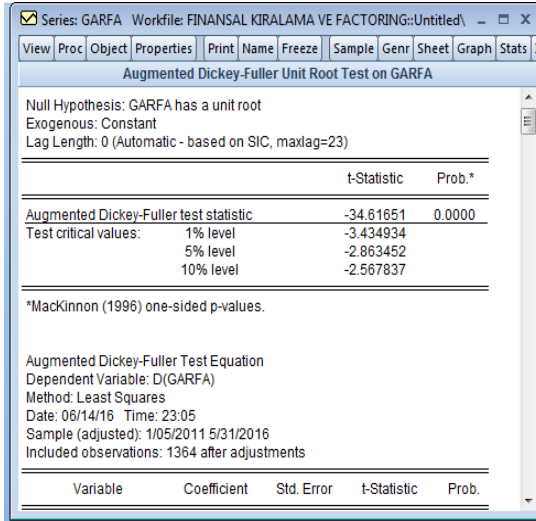 Series: GARFA Workfile: FINANSAL KIRALAMA VE FACTORING::Untitled\
View Proc Object Properties Print Name Freeze Sample Genr Sheet Graph Stats
Augmented Dickey-Fuller Unit Root Test on GARFA
Null Hypothesis: GARFA has a unit root
Exogenous: Constant
Lag Length: 0 (Automatic - based on SIC, maxlag=23)
t-Statistic Prob.*
Augmented Dickey-Fuller test statistic -34.61651 0.0000
Test critical values: 1% level -3.434934
5% level -2.863452
10% level -2.567837
*MacKinnon (1996) one-sided p-values.
Augmented Dickey-Fuller Test Equation
Dependent Variable: D(GARFA)
Method: Least Squares
Date: 06/14/16 Time: 23:05
Sample (adjusted): 1/05/2011 5/31/2016
Included observations: 1364 after adjustments
Variable Coefficient Std. Error t-Statistic Prob.